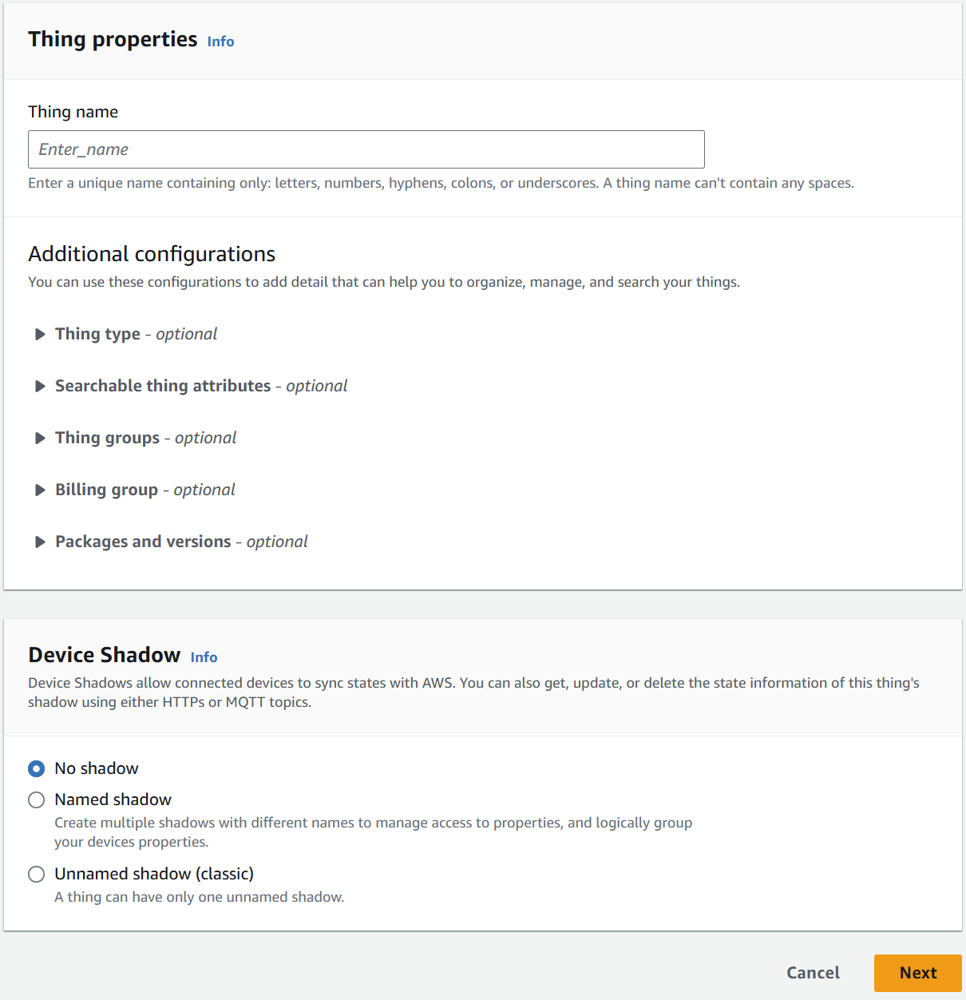 Thing properties Info
Thing name
Enter_name
Enter a unique name containing only: letters, numbers, hyphens, colons, or underscores. A thing name can't contain any spaces.
Additional configurations
You can use these configurations to add detail that can help you to organize, manage, and search your things.
Thing type - optional
Searchable thing attributes - optional
Thing groups - optional
Billing group - optional
Packages and versions - optional
Device Shadow Info
Device Shadows allow connected devices to sync states with AWS. You can also get, update, or delete the state information of this thing's
shadow using either HTTPs or MQTT topics.
No shadow
Named shadow
Create multiple shadows with different names to manage access to properties, and logically group
your devices properties.
Unnamed shadow (classic)
A thing can have only one unnamed shadow.
Cancel Next